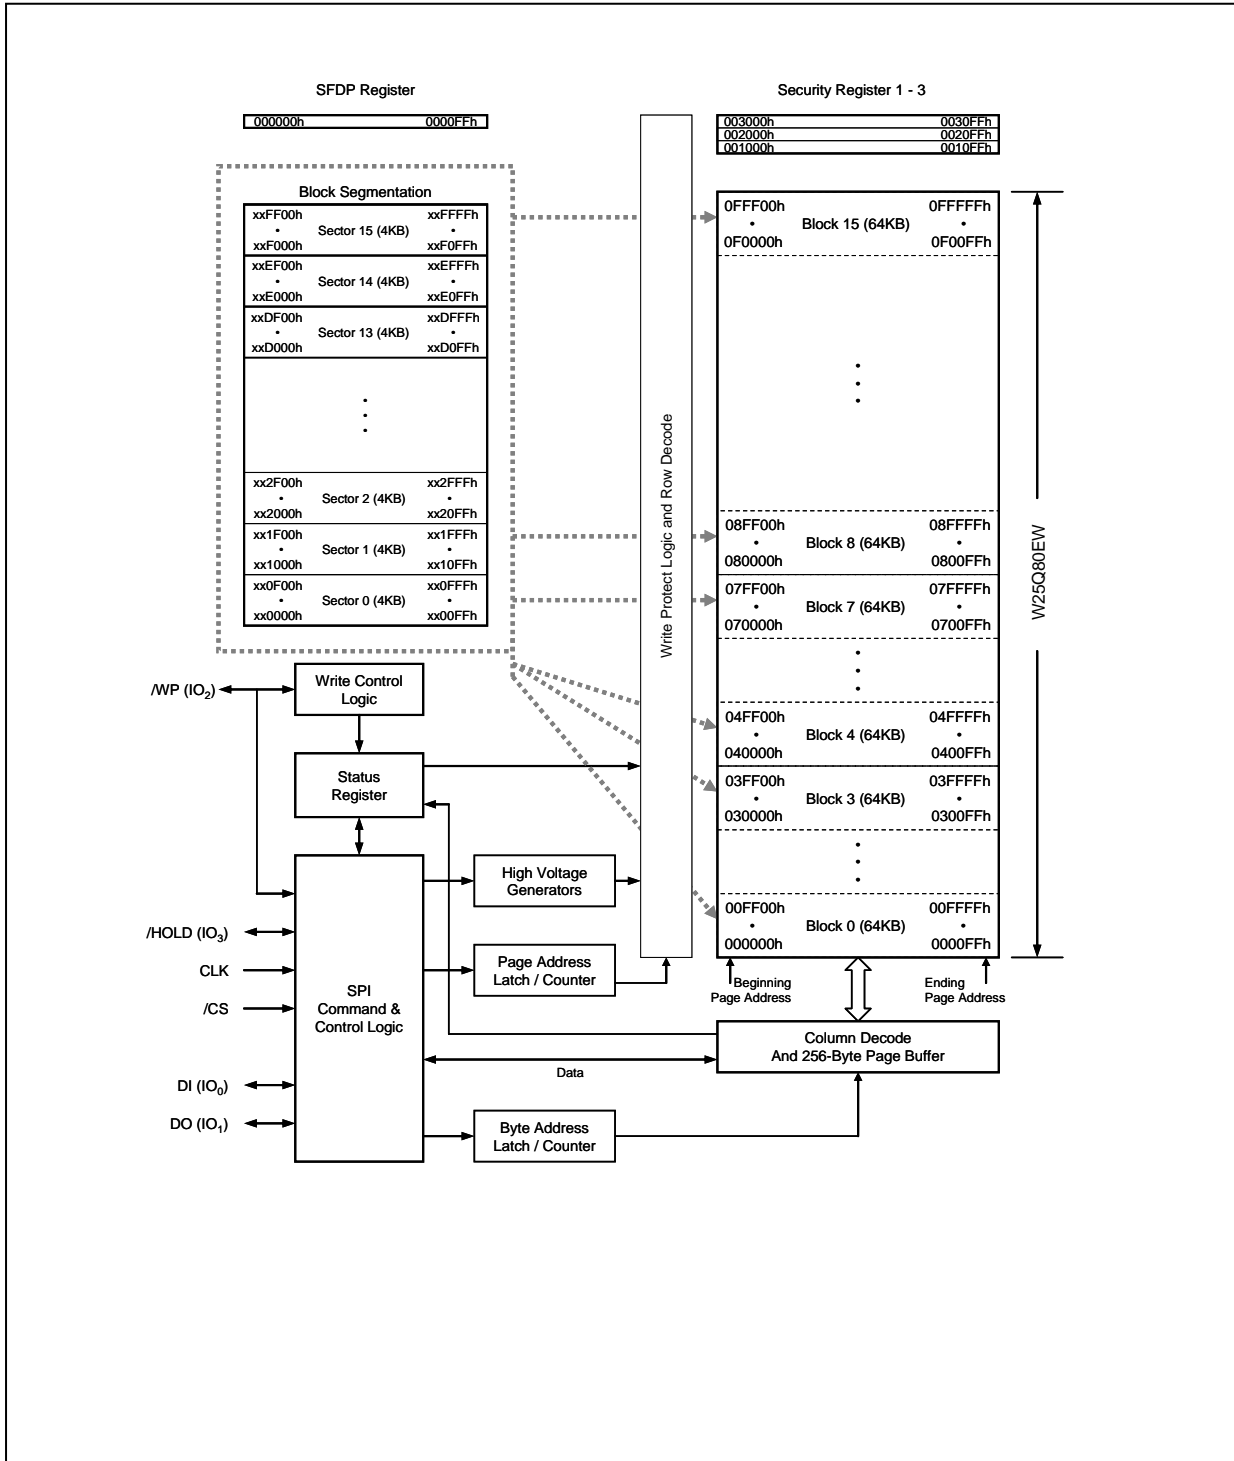 SFDP Register
000000h 0000FFh
Security Register 1 - 3
003000h 0030FFh
002000h 0020FFh
001000h 0010FFh
Block Segmentation
xxFF00h xxFFFFh
• Sector 15 (4KB) •
xxF000h xxF0FFh
xxEF00h xxEFFFh
• Sector 14 (4KB) •
xxE000h xxE0FFh
xxDF00h xxDFFFh
• Sector 13 (4KB) •
xxD000h xxD0FFh
•
•
•
xx2F00h xx2FFFh
• Sector 2 (4KB) •
xx2000h xx20FFh
xx1F00h xx1FFFh
• Sector 1 (4KB) •
xx1000h xx10FFh
xx0F00h xx0FFFh
• Sector 0 (4KB) •
xx0000h xx00FFh
Write Protect Logic and Row Decode
0FFF00h 0FFFFFh
• Block 15 (64KB) •
0F0000h 0F00FFh
•
•
•
08FF00h 08FFFFh
• Block 8 (64KB) •
080000h 0800FFh
07FF00h 07FFFFh
• Block 7 (64KB) •
070000h 0700FFh
•
•
•
04FF00h 04FFFFh
• Block 4 (64KB) •
040000h 0400FFh
03FF00h 03FFFFh
• Block 3 (64KB) •
030000h 0300FFh
•
•
•
00FF00h 00FFFFh
• Block 0 (64KB) •
000000h 0000FFh
W25Q80EW
Beginning
Page Address
Ending
Page Address
/WP (IO₂)
Write Control
Logic
Status
Register
High Voltage
Generators
/HOLD (IO₃)
CLK
/CS
DI (IO₀)
DO (IO₁)
SPI
Command &
Control Logic
Page Address
Latch / Counter
Column Decode
And 256-Byte Page Buffer
Data
Byte Address
Latch / Counter